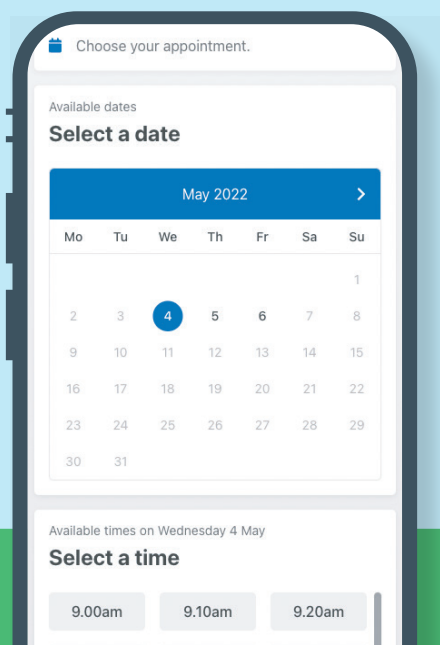 Choose your appointment.
Available dates
Select a date
May 2022
Mo Tu We Th Fr Sa Su
1
2 3 4 5 6 7 8
9 10 11 12 13 14 15
16 17 18 19 20 21 22
23 24 25 26 27 28 29
30 31
Available times on Wednesday 4 May
Select a time
9.00am 9.10am 9.20am